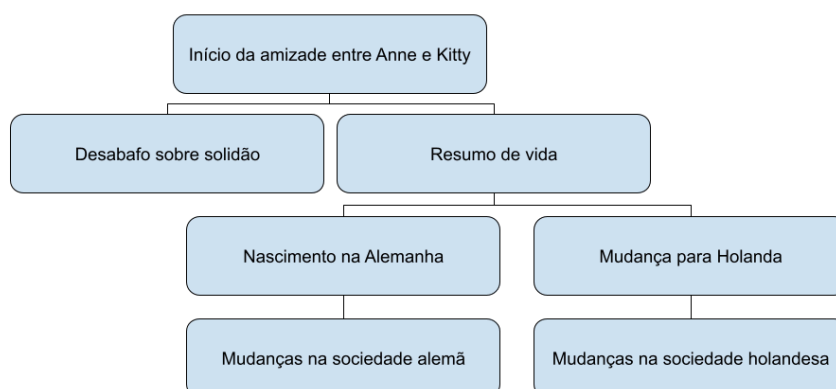 Início da amizade entre Anne e Kitty
Desabafo sobre solidão
Resumo de vida
Nascimento na Alemanha
Mudança para Holanda
Mudanças na sociedade alemã
Mudanças na sociedade holandesa